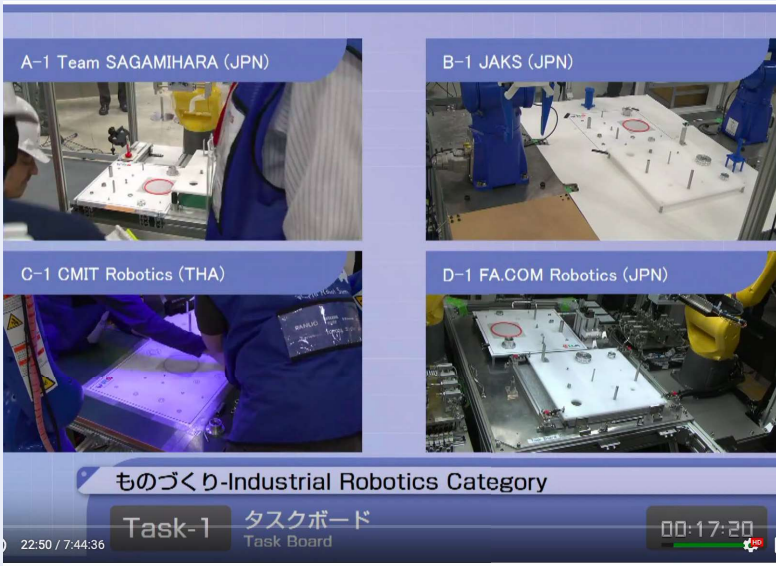 A-1 Team SAGAMIHARA (JPN)
B-1 JAKS (JPN)
C-1 CMIT Robotics (THA)
D-1 FA.COM Robotics (JPN)
ものづくり-Industrial Robotics Category
Task-1
タスクボード
Task Board
00:17:20
22:50 / 7:44:36
HD